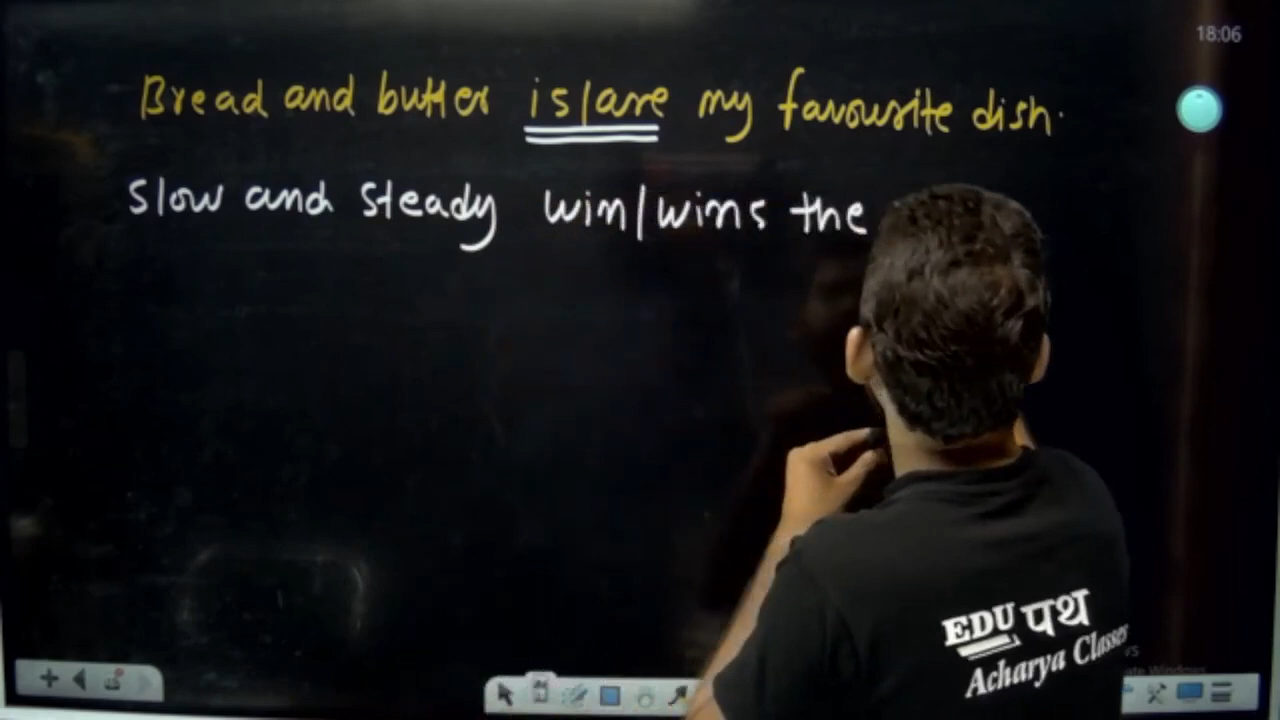 18:06
Bread and butter is/are my favourite dish.
Slow and steady win/wins the
EDU पथ
Acharya Classes